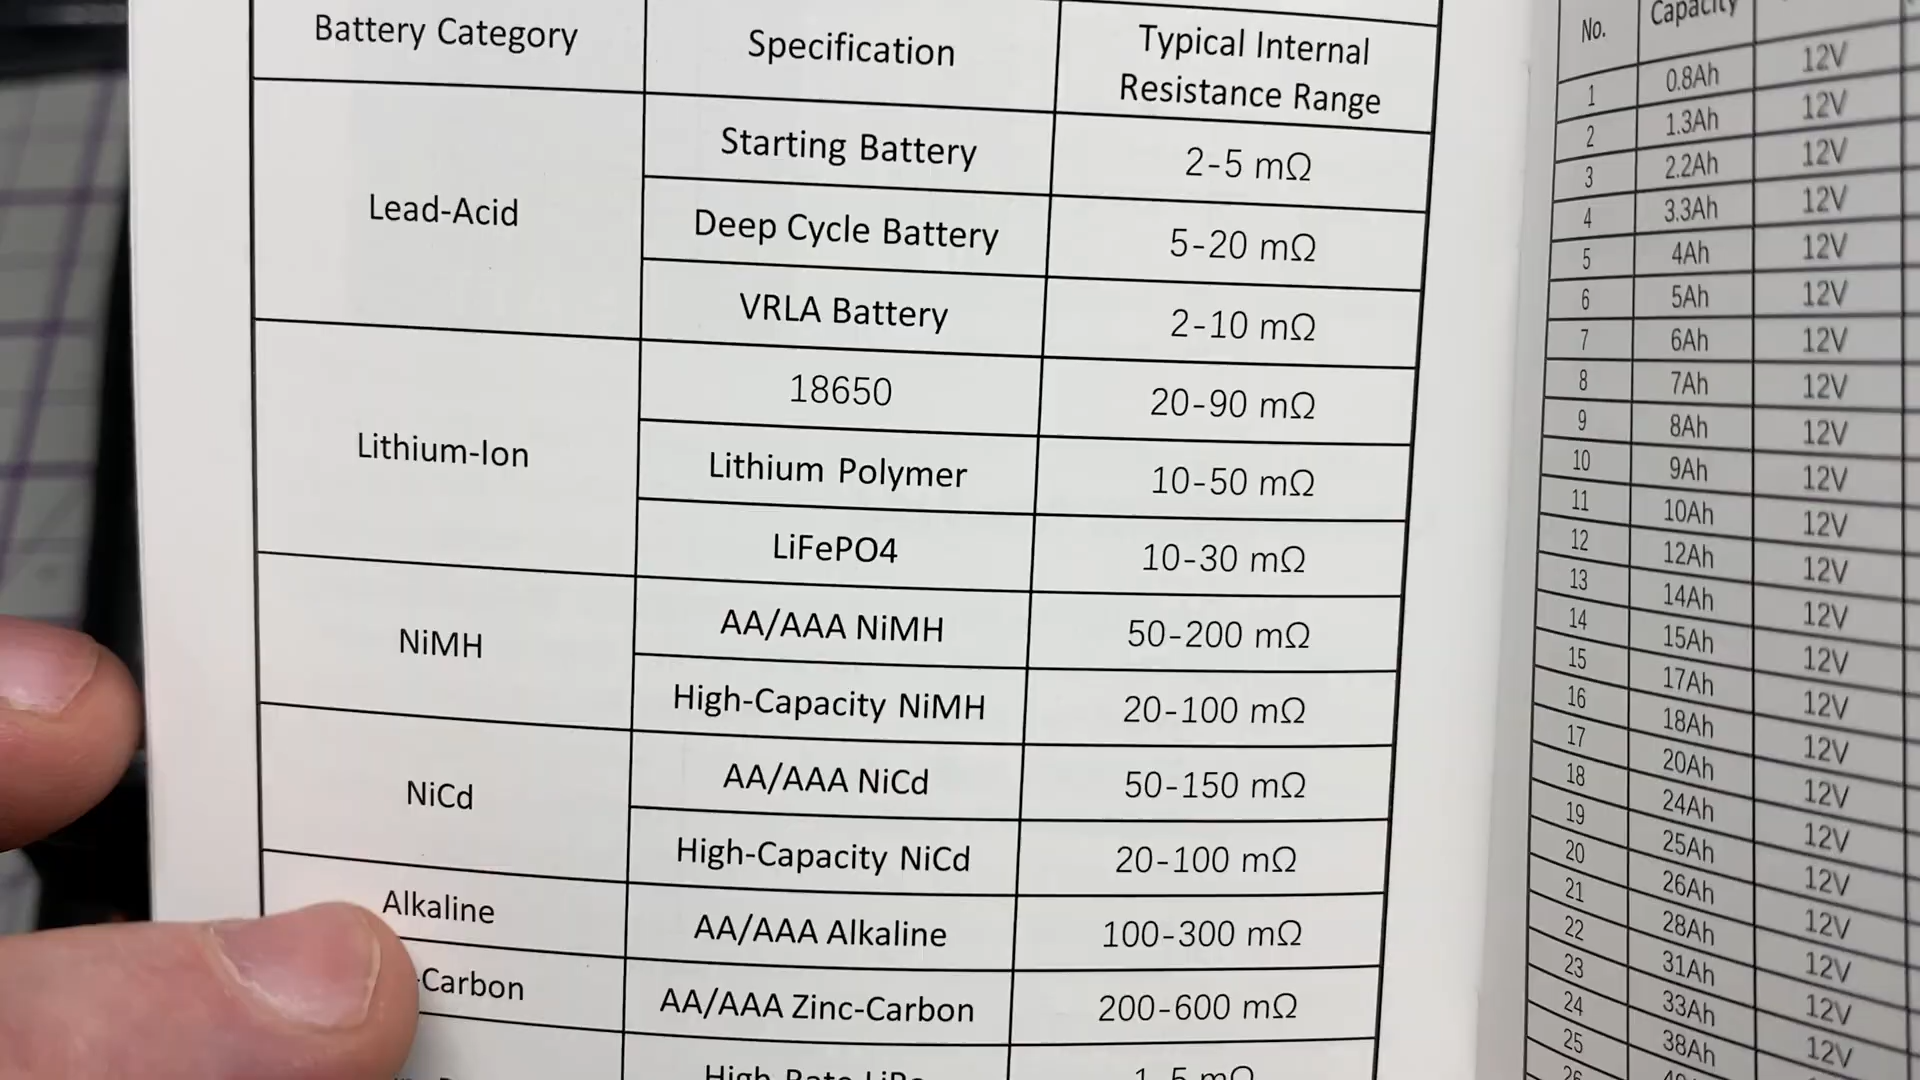 Battery Category
Specification
Typical Internal
Resistance Range
Lead-Acid
Starting Battery
2-5 mΩ
Deep Cycle Battery
5-20 mΩ
VRLA Battery
2-10 mΩ
Lithium-Ion
18650
20-90 mΩ
Lithium Polymer
10-50 mΩ
LiFePO4
10-30 mΩ
NiMH
AA/AAA NiMH
50-200 mΩ
High-Capacity NiMH
20-100 mΩ
NiCd
AA/AAA NiCd
50-150 mΩ
High-Capacity NiCd
20-100 mΩ
Alkaline
AA/AAA Alkaline
100-300 mΩ
-Carbon
AA/AAA Zinc-Carbon
200-600 mΩ
High
1-5 mΩ
No.
Capacity
1 0.8Ah 12V
2 1.3Ah 12V
3 2.2Ah 12V
4 3.3Ah 12V
5 4Ah 12V
6 5Ah 12V
7 6Ah 12V
8 7Ah 12V
9 8Ah 12V
10 9Ah 12V
11 10Ah 12V
12 12Ah 12V
13 14Ah 12V
14 15Ah 12V
15 17Ah 12V
16 18Ah 12V
17 20Ah 12V
18 24Ah 12V
19 25Ah 12V
20 26Ah 12V
21 28Ah 12V
22 31Ah 12V
23 33Ah 12V
24 38Ah 12V
25
26